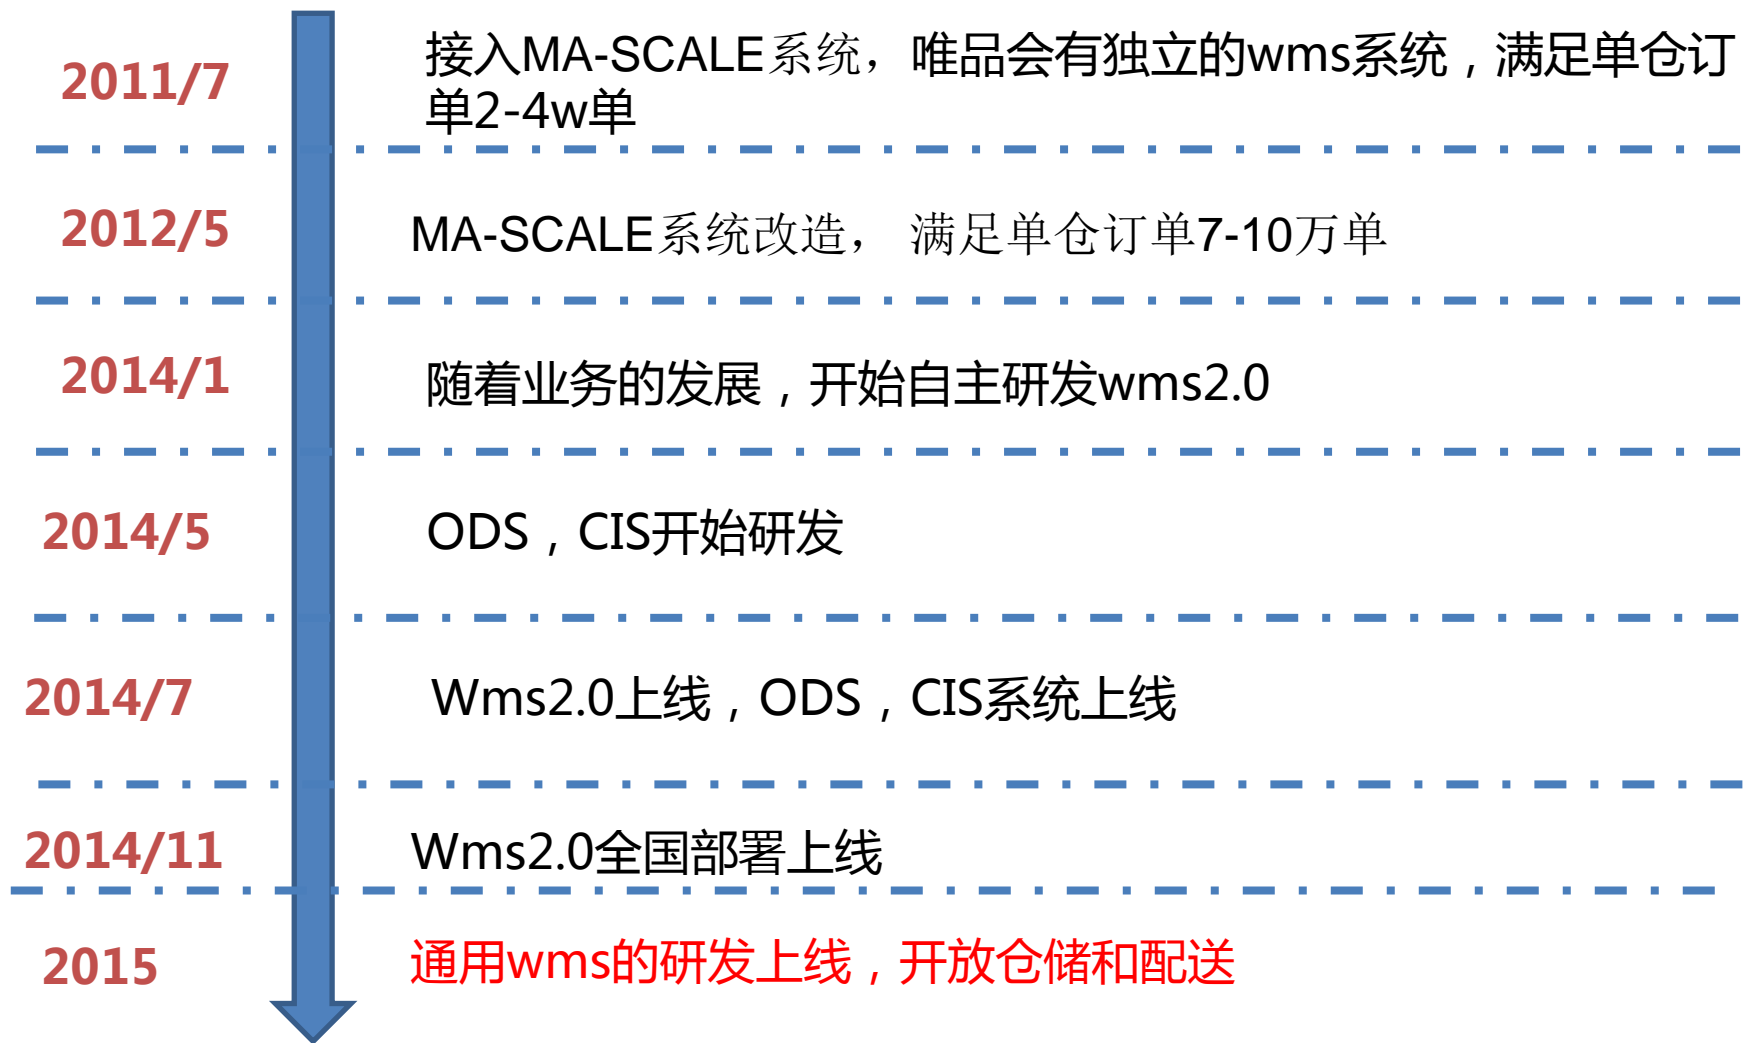 2011/7
接入MA-SCALE系统，唯品会有独立的wms系统，满足单仓订
单2-4w单
2012/5
MA-SCALE系统改造， 满足单仓订单7-10万单
2014/1
随着业务的发展，开始自主研发wms2.0
2014/5
ODS，CIS开始研发
2014/7
Wms2.0上线，ODS，CIS系统上线
2014/11
Wms2.0全国部署上线
2015
通用wms的研发上线，开放仓储和配送